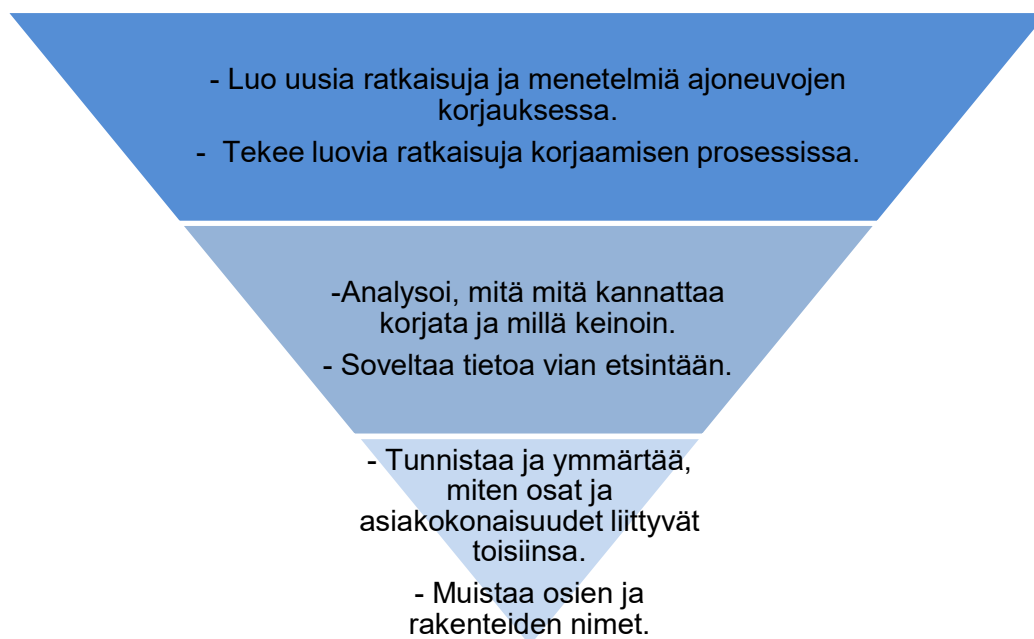 - Luo uusia ratkaisuja ja menetelmiä ajoneuvojen
korjauksessa.
- Tekee luovia ratkaisuja korjaamisen prosessissa.
-Analysoi, mitä mitä kannattaa
korjata ja millä keinoin.
- Soveltaa tietoa vian etsintään.
- Tunnistaa ja ymmärtää,
miten osat ja
asiakokonaisuudet liittyvät
toisiinsa.
- Muistaa osien ja
rakenteiden nimet.